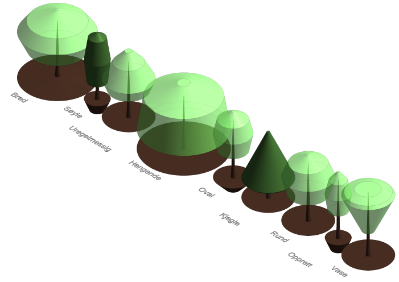 Bred
Søyle
Uregelmessig
Hengende
Oval
Kjegle
Rund
Opprett
Vase